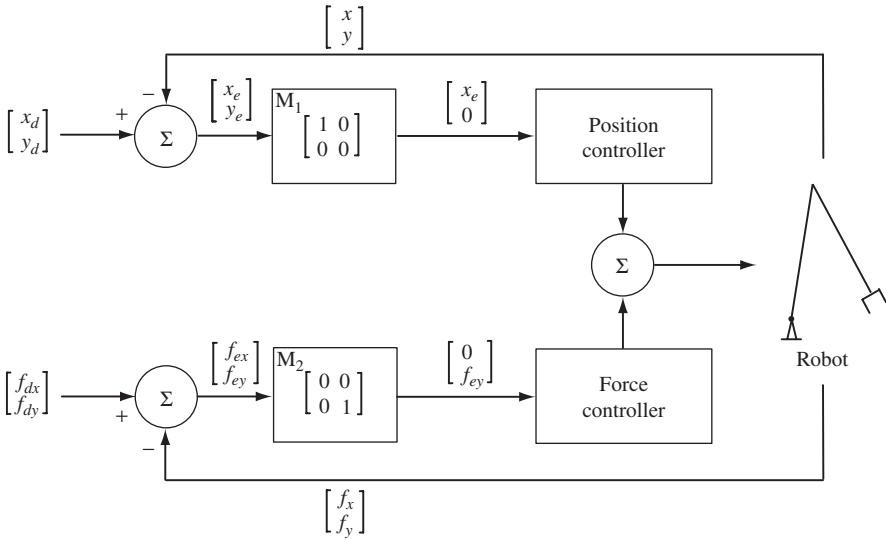 [ x y ]
− 
+
[ x_d y_d ]
Σ
[ x_e y_e ]
M_1
[ 1 0
0 0 ]
[ x_e 0 ]
Position
controller
Σ
Robot
[ f_dx f_dy ]
+
−
Σ
[ f_ex f_ey ]
M_2
[ 0 0
0 1 ]
[ 0 f_ey ]
Force
controller
[ f_x f_y ]